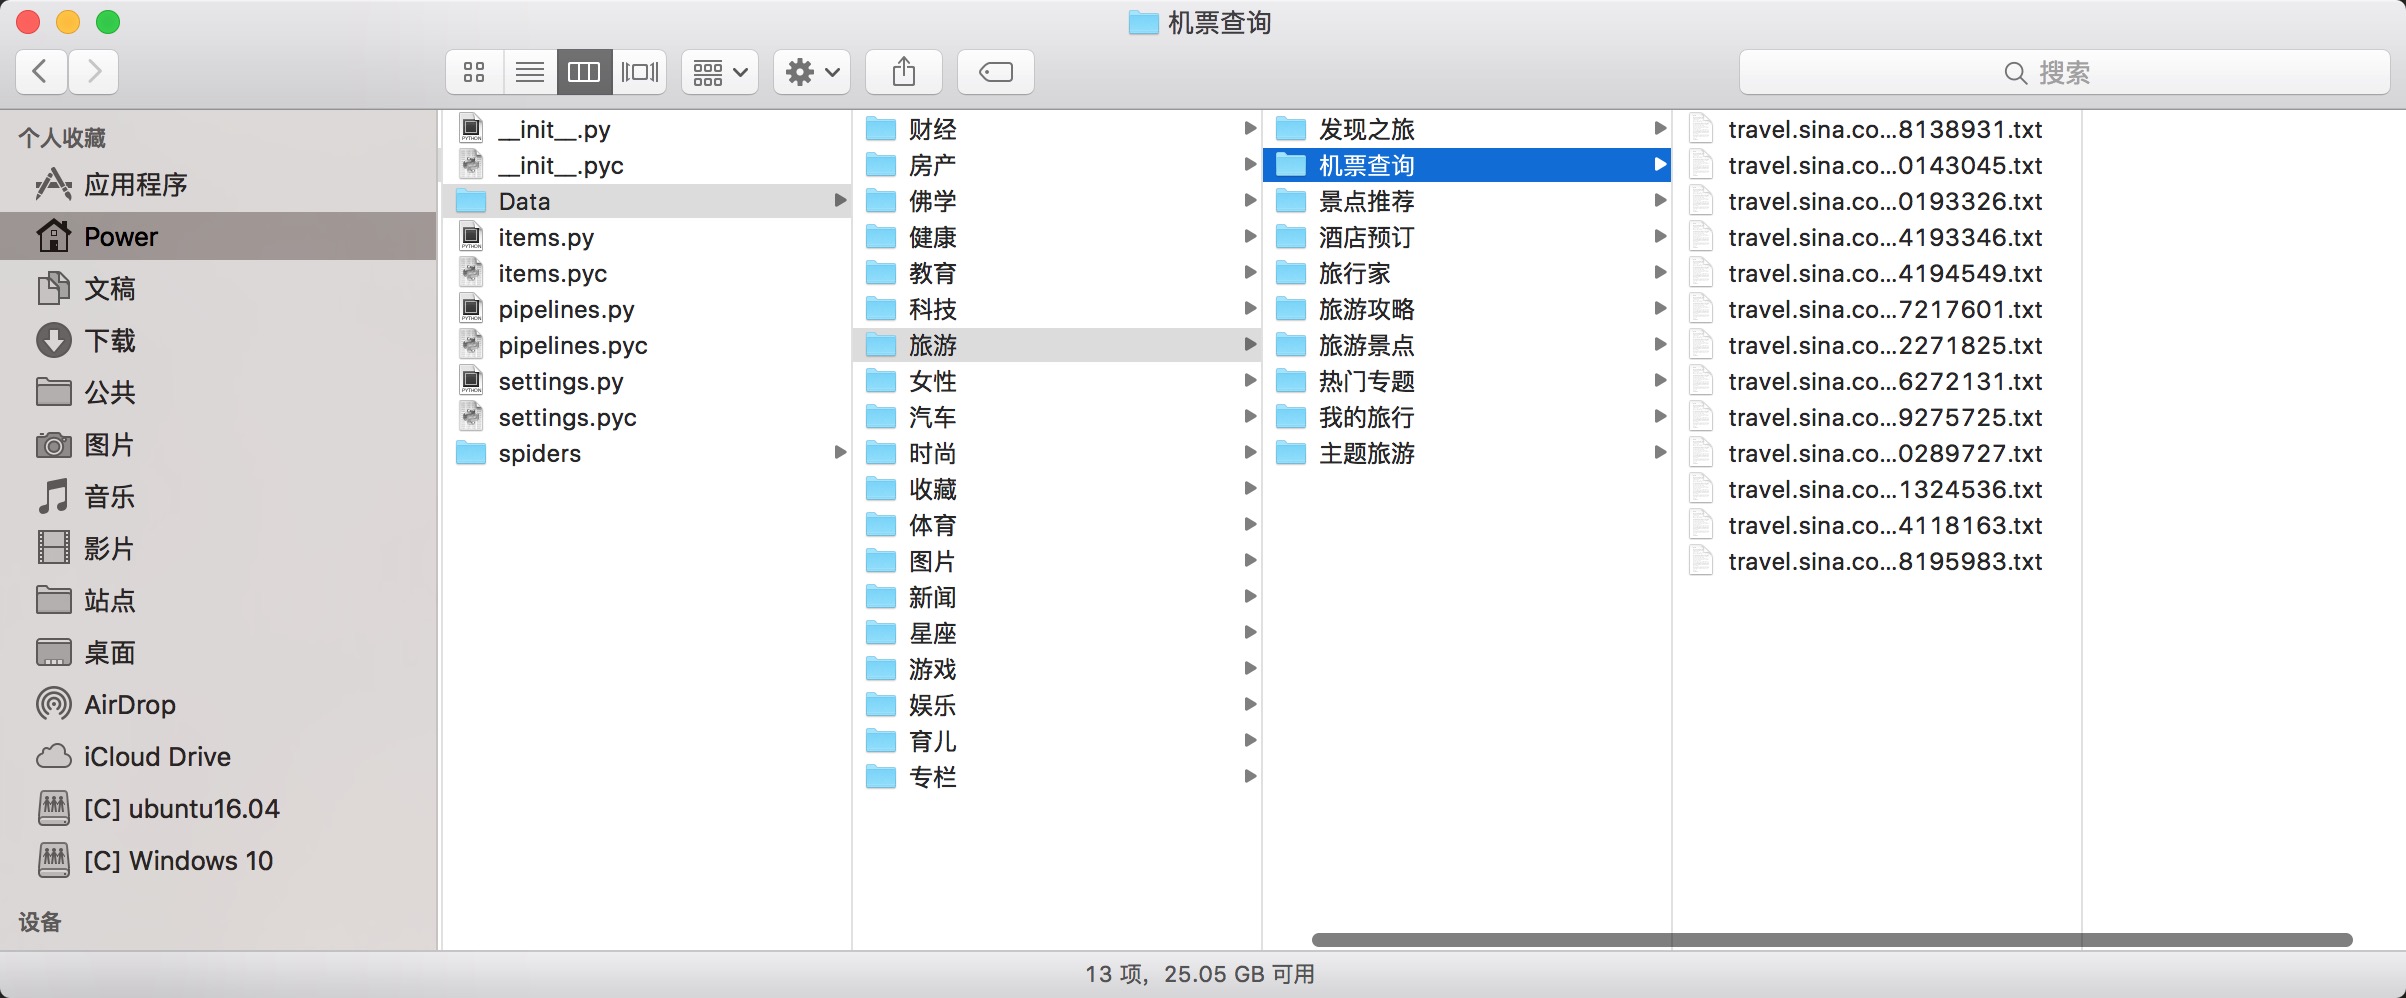 机票查询
搜索
个人收藏
应用程序
Power
文稿
下载
公共
图片
音乐
影片
站点
桌面
AirDrop
iCloud Drive
[C] ubuntu16.04
[C] Windows 10
设备
__init__.py
__init__.pyc
Data
items.py
items.pyc
pipelines.py
pipelines.pyc
settings.py
settings.pyc
spiders
财经
房产
佛学
健康
教育
科技
旅游
女性
汽车
时尚
收藏
体育
图片
新闻
星座
游戏
娱乐
育儿
专栏
发现之旅
机票查询
景点推荐
酒店预订
旅行家
旅游攻略
旅游景点
热门专题
我的旅行
主题旅游
travel.sina.co...8138931.txt
travel.sina.co...0143045.txt
travel.sina.co...0193326.txt
travel.sina.co...4193346.txt
travel.sina.co...4194549.txt
travel.sina.co...7217601.txt
travel.sina.co...2271825.txt
travel.sina.co...6272131.txt
travel.sina.co...9275725.txt
travel.sina.co...0289727.txt
travel.sina.co...1324536.txt
travel.sina.co...4118163.txt
travel.sina.co...8195983.txt
13 项，25.05 GB 可用